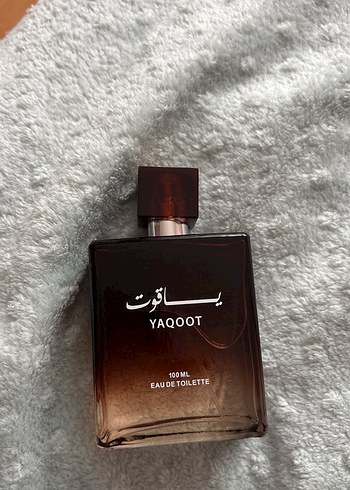 ياقوت
YAQOOT
100 ML
EAU DE TOILETTE